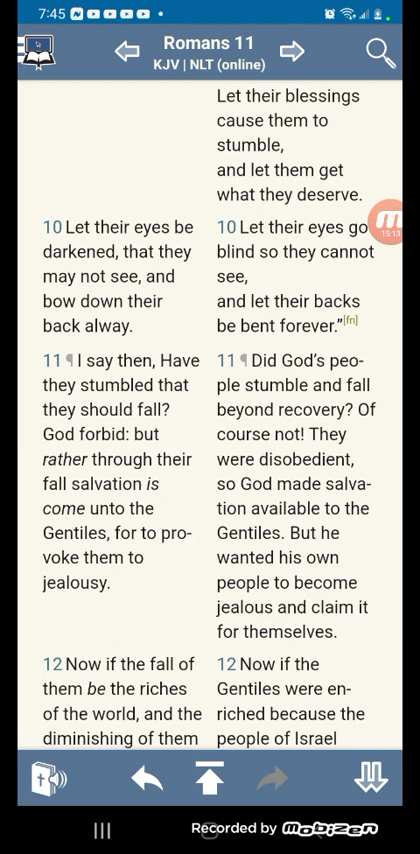 7:45
Romans 11
KJV | NLT (online)
Let their blessings
cause them to
stumble,
and let them get
what they deserve.
15:13
10 Let their eyes be
darkened, that they
may not see, and
bow down their
back alway.
10 Let their eyes go
blind so they cannot
see,
and let their backs
be bent forever.”[fn]
11 ¶ I say then, Have
they stumbled that
they should fall?
God forbid: but
rather through their
fall salvation is
come unto the
Gentiles, for to pro-
voke them to
jealousy.
11 ¶ Did God’s peo-
ple stumble and fall
beyond recovery? Of
course not! They
were disobedient,
so God made salva-
tion available to the
Gentiles. But he
wanted his own
people to become
jealous and claim it
for themselves.
12 Now if the fall of
them be the riches
of the world, and the
diminishing of them
12 Now if the
Gentiles were en-
riched because the
people of Israel
Recorded by Mobizen